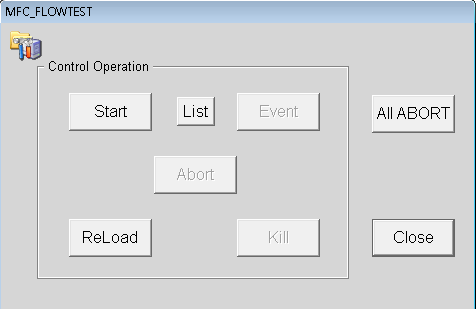 MFC_FLOWTEST
Control Operation
Start
List
Event
All ABORT
Abort
ReLoad
Kill
Close